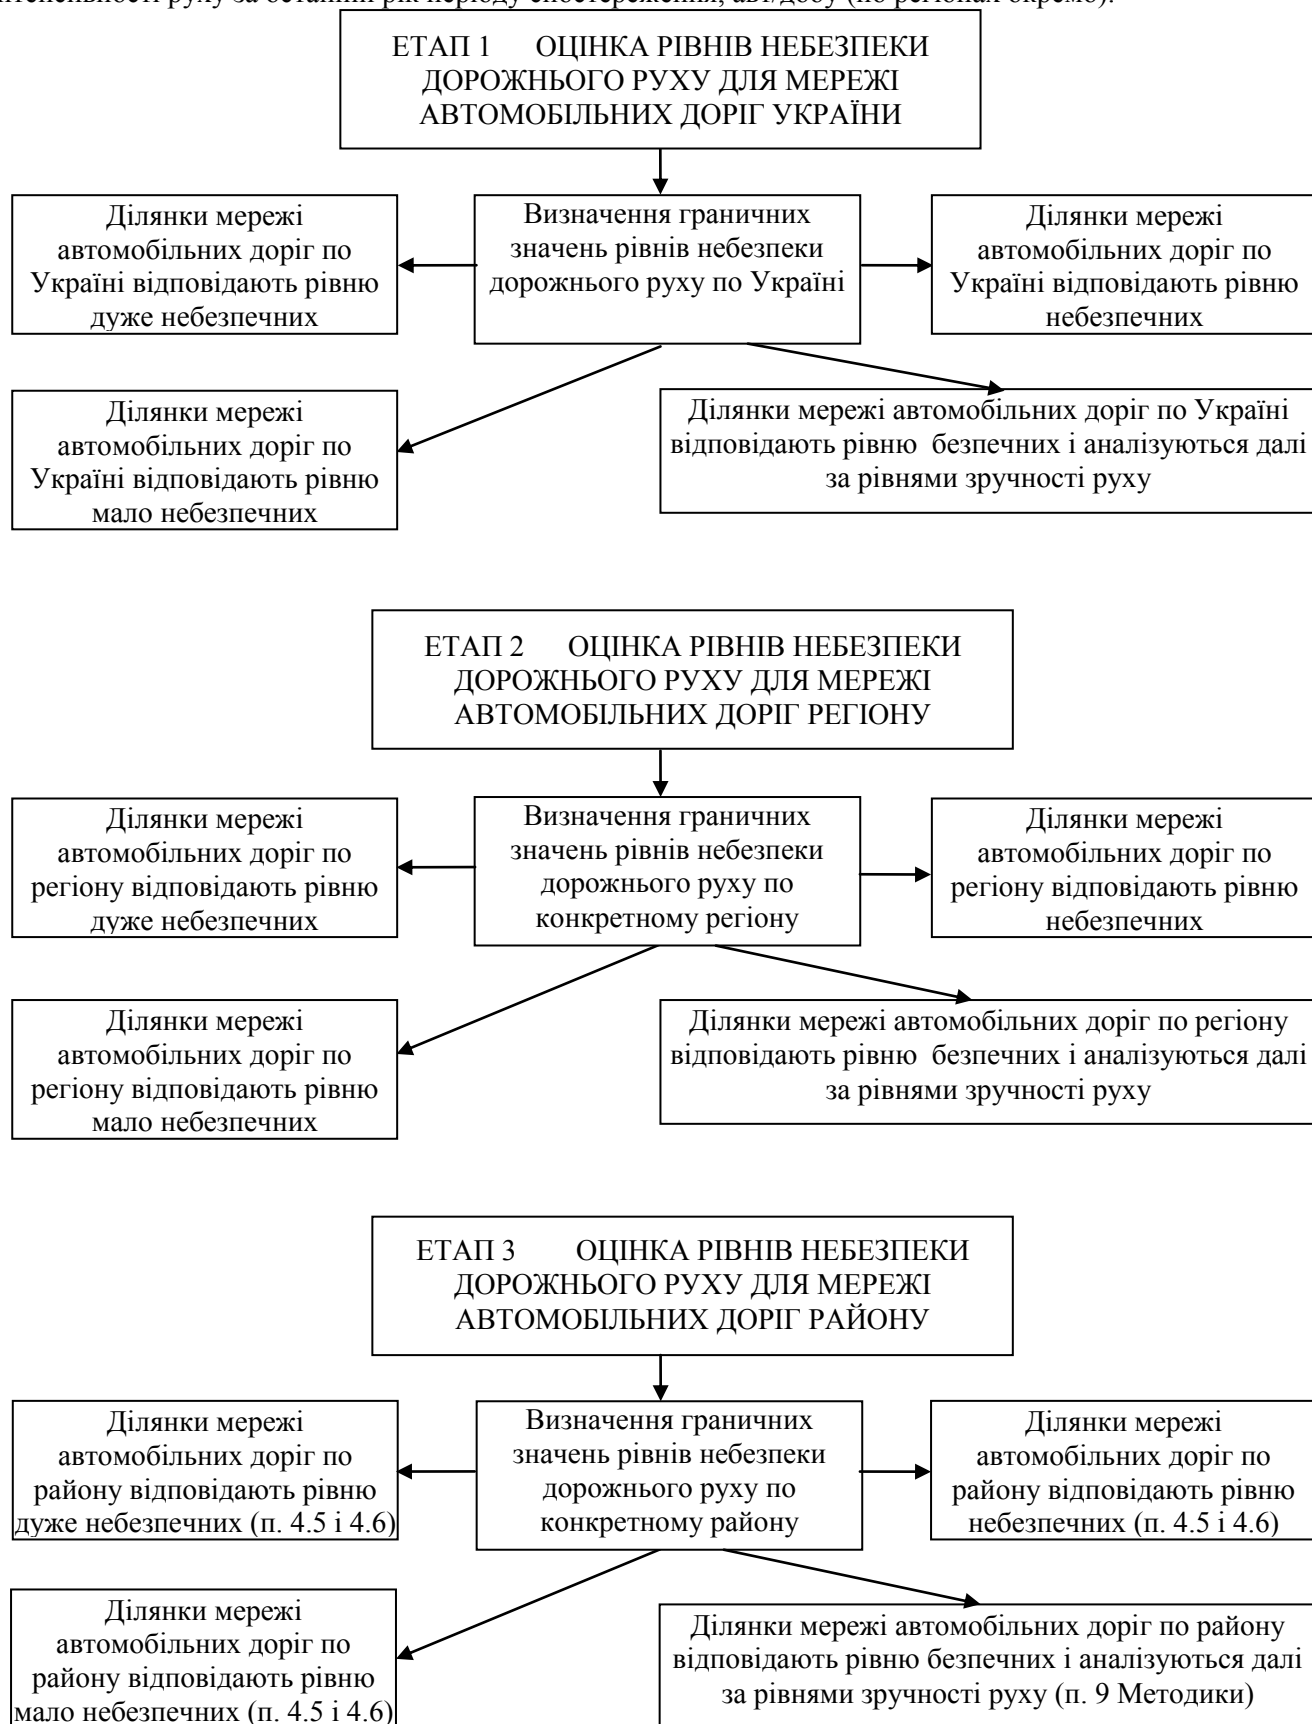 руху за останній рік періоду спостереження, авт/добу (по регіонах окремо).
ЕТАП 1 ОЦІНКА РІВНІВ НЕБЕЗПЕКИ
ДОРОЖНЬОГО РУХУ ДЛЯ МЕРЕЖІ
АВТОМОБІЛЬНИХ ДОРІГ УКРАЇНИ
Ділянки мережі
автомобільних доріг по
Україні відповідають рівню
дуже небезпечних
Визначення граничних
значень рівнів небезпеки
дорожнього руху по Україні
Ділянки мережі
автомобільних доріг по
Україні відповідають рівню
небезпечних
Ділянки мережі
автомобільних доріг по
Україні відповідають рівню
мало небезпечних
Ділянки мережі автомобільних доріг по Україні
відповідають рівню безпечних і аналізуються далі
за рівнями зручності руху
ЕТАП 2 ОЦІНКА РІВНІВ НЕБЕЗПЕКИ
ДОРОЖНЬОГО РУХУ ДЛЯ МЕРЕЖІ
АВТОМОБІЛЬНИХ ДОРІГ РЕГІОНУ
Ділянки мережі
автомобільних доріг по
регіону відповідають рівню
дуже небезпечних
Визначення граничних
значень рівнів небезпеки
дорожнього руху по
конкретному регіону
Ділянки мережі
автомобільних доріг по
регіону відповідають рівню
небезпечних
Ділянки мережі
автомобільних доріг по
регіону відповідають рівню
мало небезпечних
Ділянки мережі автомобільних доріг по регіону
відповідають рівню безпечних і аналізуються далі
за рівнями зручності руху
ЕТАП 3 ОЦІНКА РІВНІВ НЕБЕЗПЕКИ
ДОРОЖНЬОГО РУХУ ДЛЯ МЕРЕЖІ
АВТОМОБІЛЬНИХ ДОРІГ РАЙОНУ
Ділянки мережі
автомобільних доріг по
району відповідають рівню
дуже небезпечних (п. 4.5 і 4.6)
Визначення граничних
значень рівнів небезпеки
дорожнього руху по
конкретному району
Ділянки мережі
автомобільних доріг по
району відповідають рівню
небезпечних (п. 4.5 і 4.6)
Ділянки мережі
автомобільних доріг по
району відповідають рівню
мало небезпечних (п. 4.5 і 4.6)
Ділянки мережі автомобільних доріг по району
відповідають рівню безпечних і аналізуються далі
за рівнями зручності руху (п. 9 Методики)